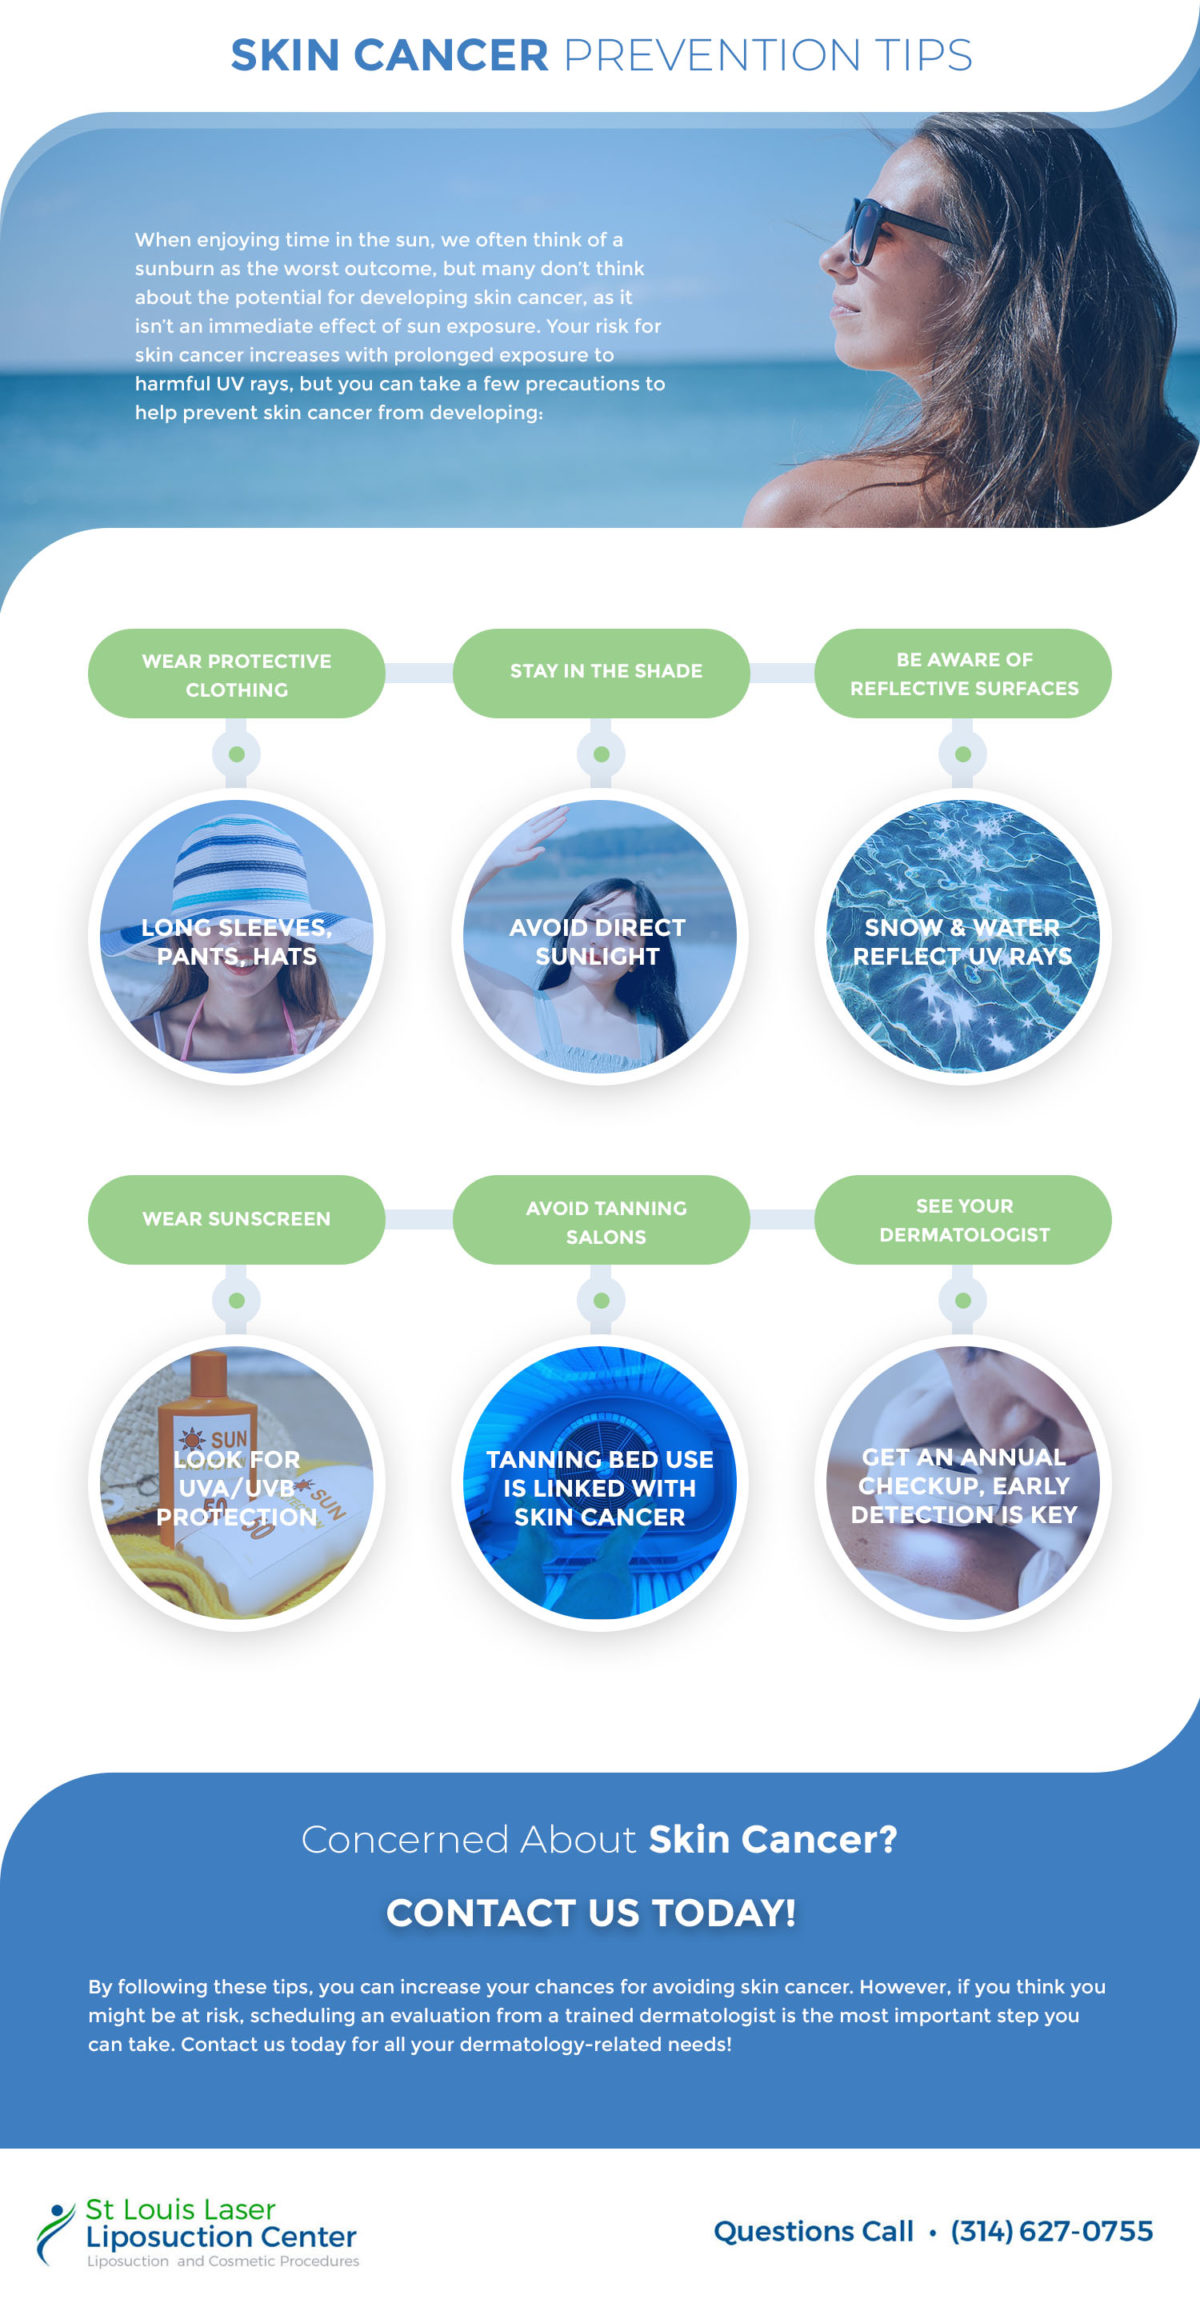 SKIN CANCER PREVENTION TIPS
When enjoying time in the sun, we often think of a
sunburn as the worst outcome, but many don't think
about the potential for developing skin cancer, as it
isn't an immediate effect of sun exposure. Your risk for
skin cancer increases with prolonged exposure to
harmful UV rays, but you can take a few precautions to
help prevent skin cancer from developing:
WEAR PROTECTIVE
CLOTHING
STAY IN THE SHADE
BE AWARE OF
REFLECTIVE SURFACES
LONG SLEEVES,
PANTS, HATS
AVOID DIRECT
SUNLIGHT
SNOW & WATER
REFLECT UV RAYS
WEAR SUNSCREEN
AVOID TANNING
SALONS
SEE YOUR
DERMATOLOGIST
SUN
LOOK FOR
UVA/UVB
PROTECTION
50
SUN
50
TANNING BED USE
IS LINKED WITH
SKIN CANCER
GET AN ANNUAL
CHECKUP, EARLY
DETECTION IS KEY
Concerned About Skin Cancer?
CONTACT US TODAY!
By following these tips, you can increase your chances for avoiding skin cancer. However, if you think you
might be at risk, scheduling an evaluation from a trained dermatologist is the most important step you
can take. Contact us today for all your dermatology-related needs!
St Louis Laser
Liposuction Center
Liposuction and Cosmetic Procedures
Questions Call • (314) 627-0755